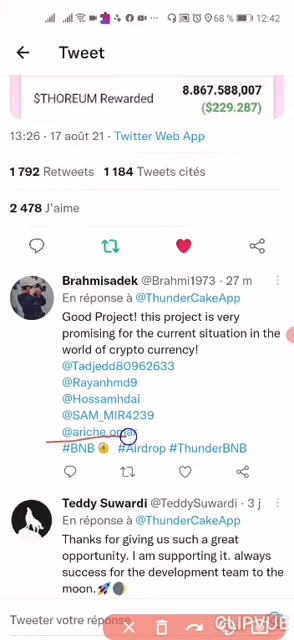 68 % 12:42
Tweet
$THOREUM Rewarded 8.867.588,007
($229.287)
13:26 · 17 août 21 · Twitter Web App
1 792 Retweets 1 184 Tweets cités
2 478 J'aime
Brahmisadek @Brahmi1973 · 27 m
En réponse à @ThunderCakeApp
Good Project! this project is very
promising for the current situation in the
world of crypto currency!
@Tadjedd80962633
@Rayanhmd9
@Hossamhdai
@SAM_MIR4239
@ariche_omar
#BNB #Airdrop #ThunderBNB
Teddy Suwardi @TeddySuwardi · 3 j
En réponse à @ThunderCakeApp
Thanks for giving us such a great
opportunity. I am supporting it. always
success for the development team to the
moon.
Tweeter votre réponse
CLIPVUE